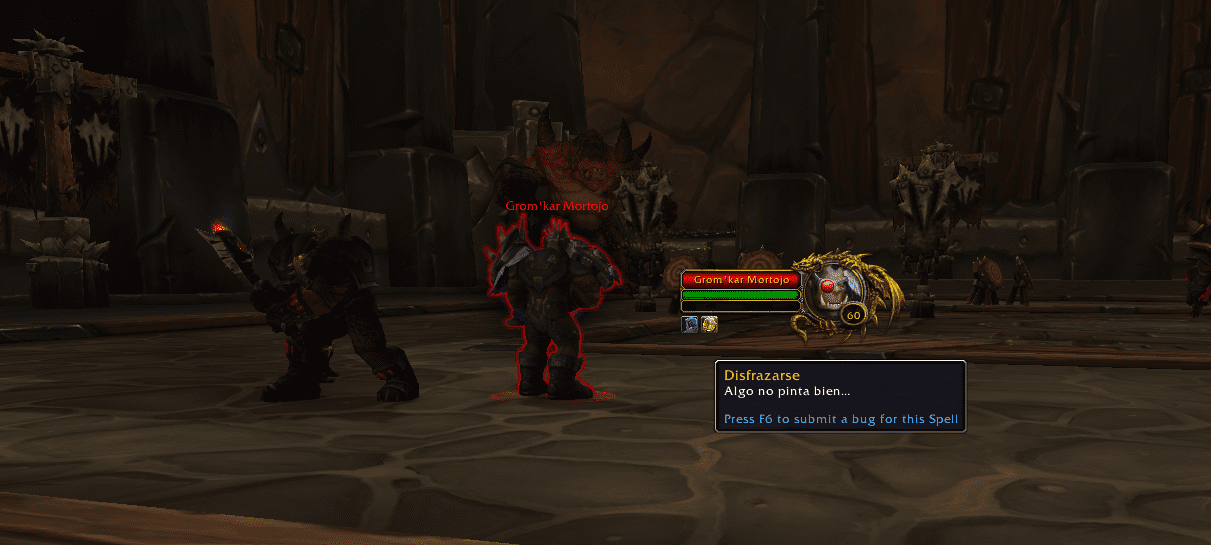 Grom'kar Mortojo
Grom'kar Mortojo
60
Disfrazarse
Algo no pinta bien...
Press F6 to submit a bug for this Spell